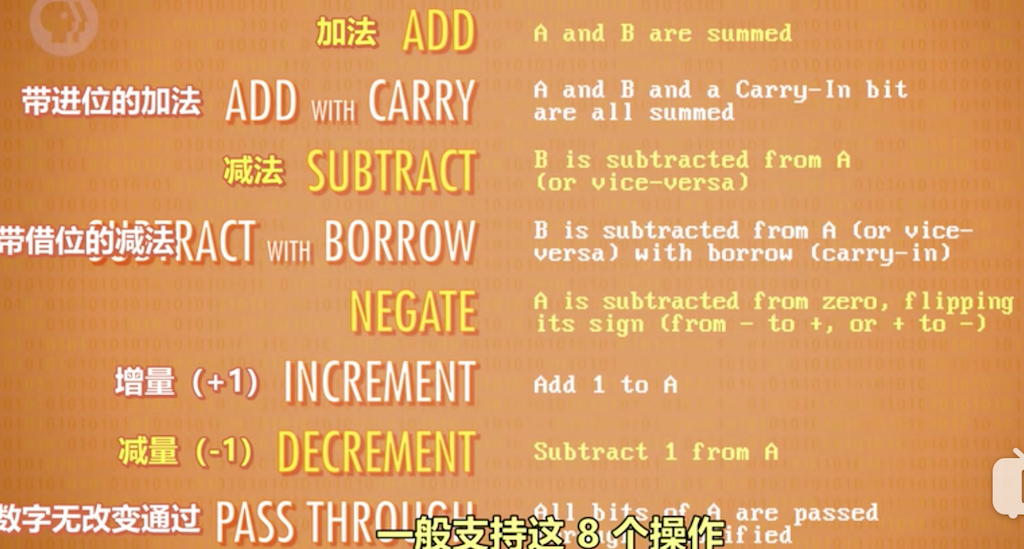 加法 ADD A and B are summed
带进位的加法 ADD WITH CARRY A and B and a Carry-In bit
are all summed
减法 SUBTRACT B is subtracted from A
(or vice-versa)
带借位的减法 SUBTRACT WITH BORROW B is subtracted from A (or vice-
versa) with borrow (carry-in)
NEGATE A is subtracted from zero, flipping
its sign (from - to +, or + to -)
增量（+1） INCREMENT Add 1 to A
减量（-1） DECREMENT Subtract 1 from A
数字无改变通过 PASS THROUGH All bits of A are passed
一般支持这 8 个操作